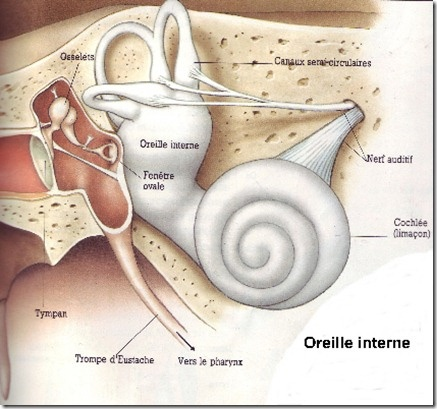 Osselets
Canaux semi-circulaires
Oreille interne
Nerf auditif
Fenêtre
ovale
Cochlée
(limaçon)
Tympan
Oreille interne
Trompe d'Eustache
Vers le pharynx